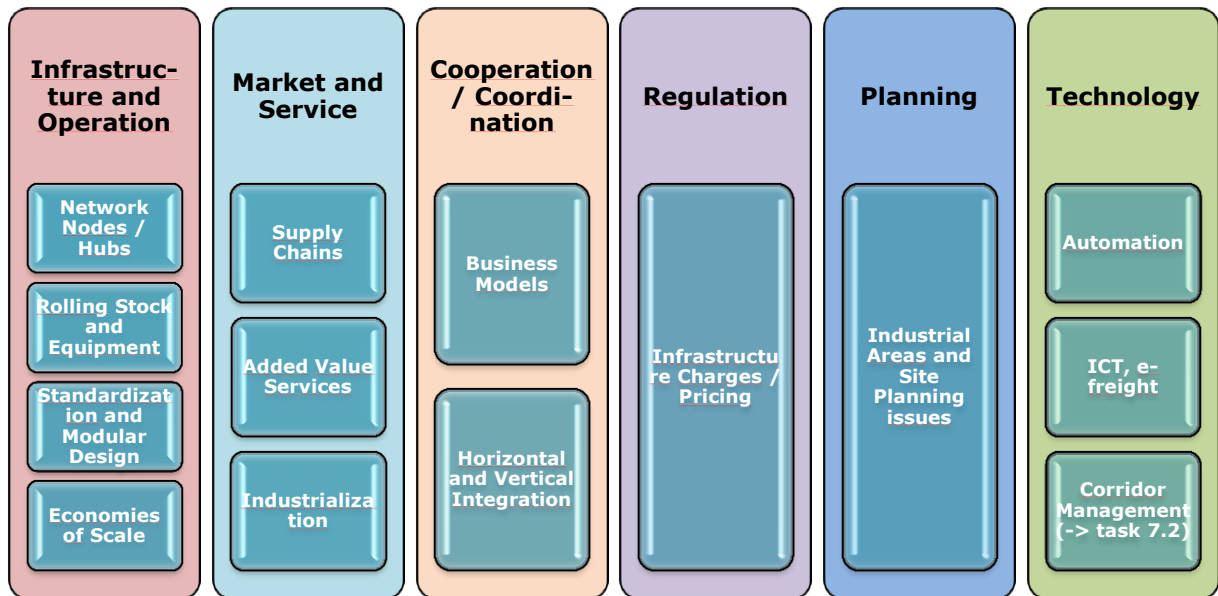 Infrastruc-
ture and
Operation
Network
Nodes /
Hubs
Rolling Stock
and
Equipment
Standardizat
ion and
Modular
Design
Economies
of Scale
Market and
Service
Supply
Chains
Added Value
Services
Industrializa
tion
Cooperation
/ Coordi-
nation
Business
Models
Horizontal
and Vertical
Integration
Regulation
Infrastructu
re Charges /
Pricing
Planning
Industrial
Areas and
Site
Planning
issues
Technology
Automation
ICT, e-
freight
Corridor
Management
(-> task 7.2)